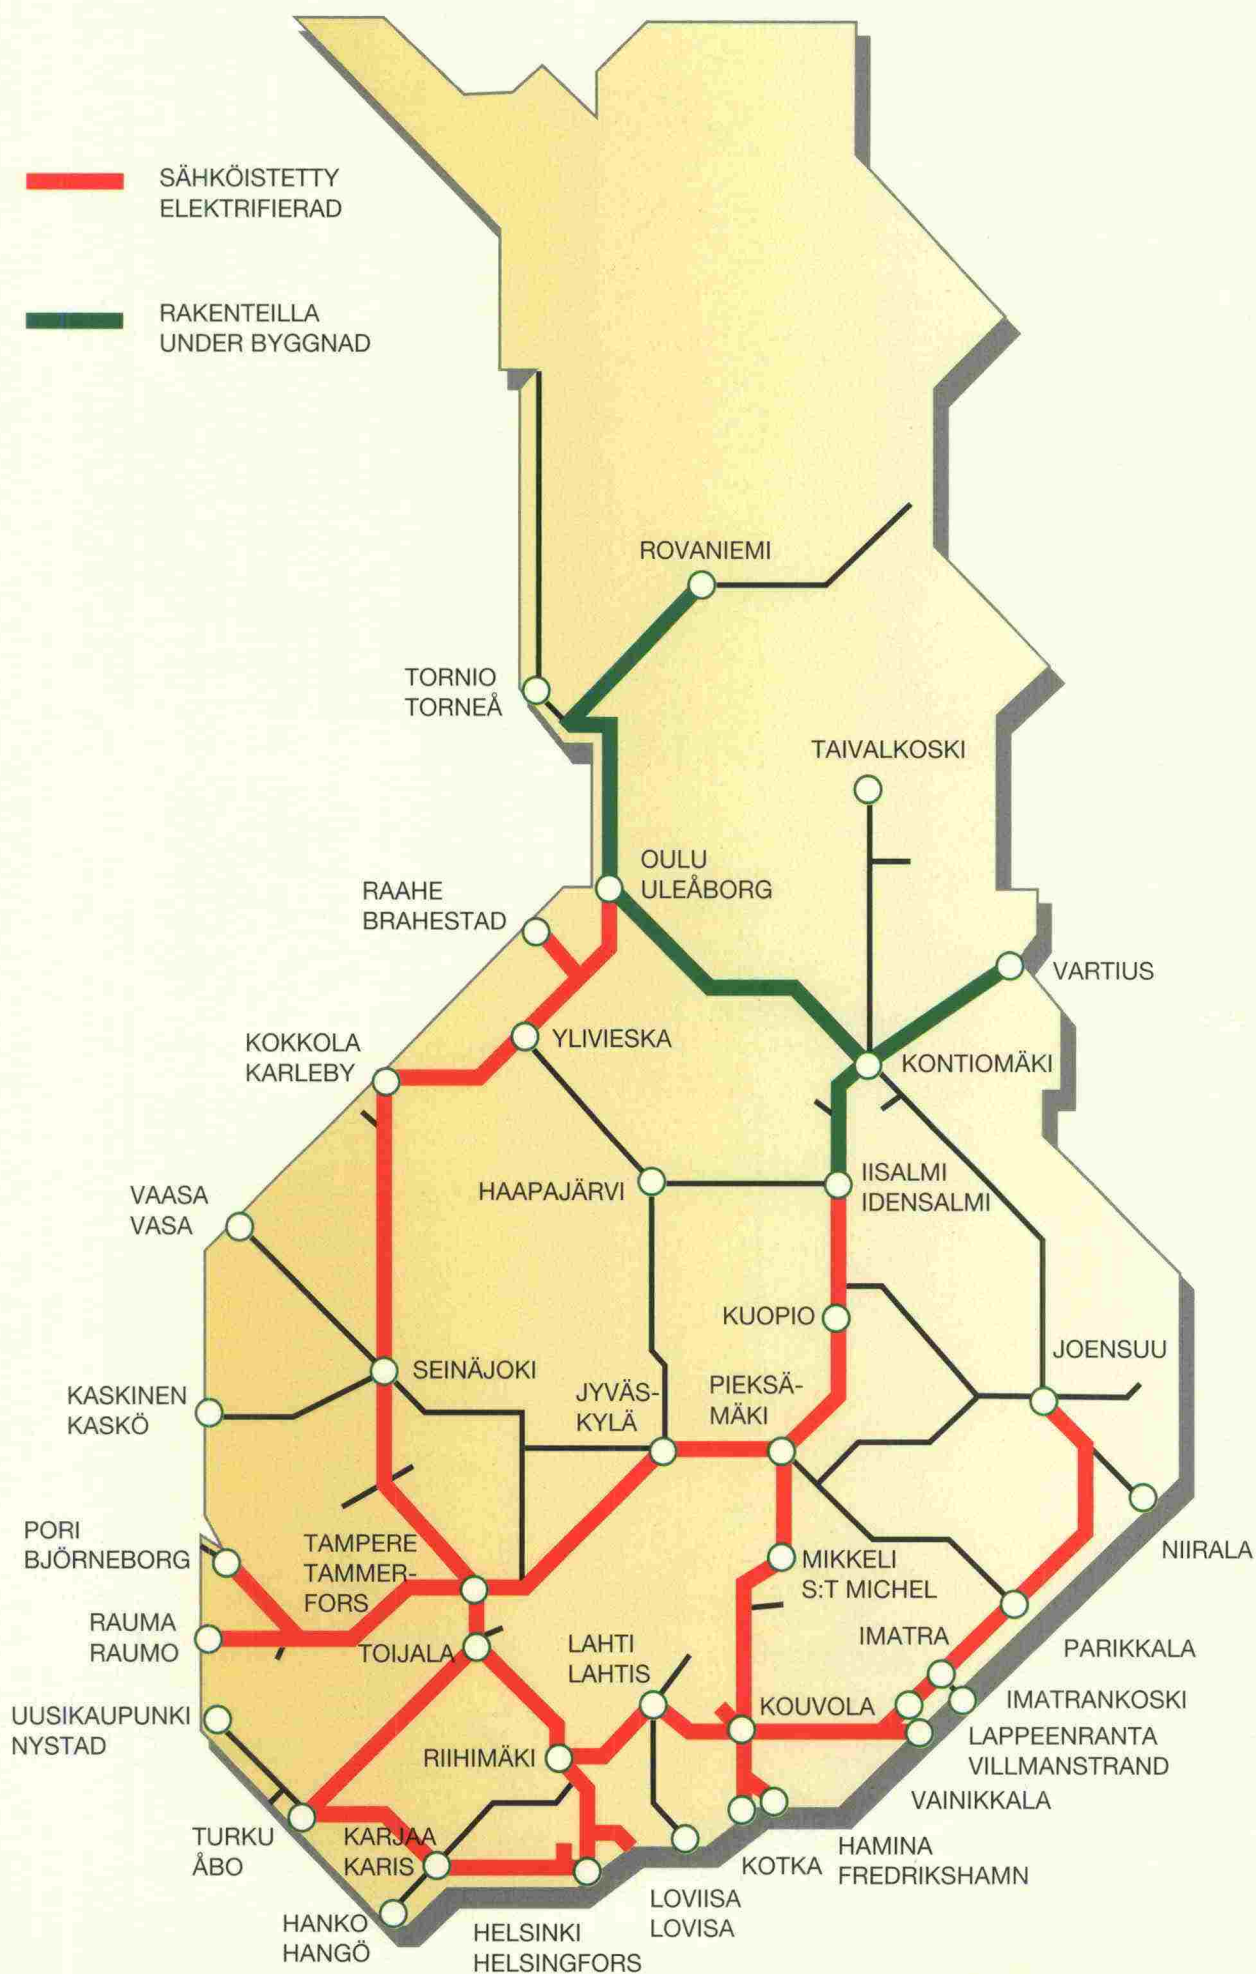 SÄHKÖISTETTY
ELEKTRIFIERAD
RAKENTEILLA
UNDER BYGGNAD
ROVANIEMI
TORNIO
TORNEÅ
TAIVALKOSKI
OULU
ULEÅBORG
RAAHE
BRAHESTAD
VARTIUS
KOKKOLA
KARLEBY
YLIVIESKA
KONTIOMÄKI
VAASA
VASA
HAAPAJÄRVI
IISALMI
IDENSALMI
KUOPIO
SEINÄJOKI
JOENSUU
KASKINEN
KASKÖ
JYVÄS-
KYLÄ
PIEKSÄ-
MÄKI
PORI
BJÖRNEBORG
TAMPERE
TAMMER-
FORS
MIKKELI
S:T MICHEL
NIIRALA
RAUMA
RAUMO
TOIJALA
LAHTI
LAHTIS
IMATRA
PARIKKALA
UUSIKAUPUNKI
NYSTAD
RIIHIMÄKI
KOUVOLA
IMATRANKOSKI
LAPPEENRANTA
VILLMANSTRAND
VAINIKKALA
TURKU
ÅBO
KARJAA
KARIS
KOTKA
HAMINA
FREDRIKSHAMN
LOVIISA
LOVISA
HANKO
HANGÖ
HELSINKI
HELSINGFORS